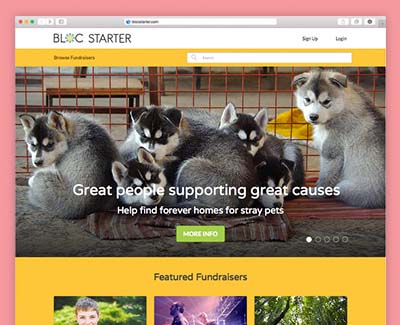 blocstarter.com
BLOC STARTER
Sign Up
Login
Browse Fundraisers
Search
Great people supporting great causes
Help find forever homes for stray pets
MORE INFO
Featured Fundraisers